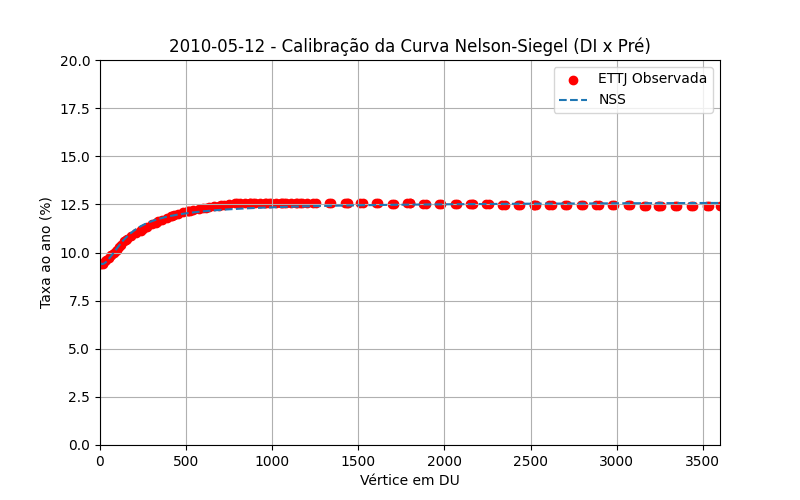 2010-05-12 - Calibração da Curva Nelson-Siegel (DI x Pré)
ETTJ Observada
NSS
Taxa ao ano (%)
20.0
17.5
15.0
12.5
10.0
7.5
5.0
2.5
0.0
0 500 1000 1500 2000 2500 3000 3500
Vértice em DU